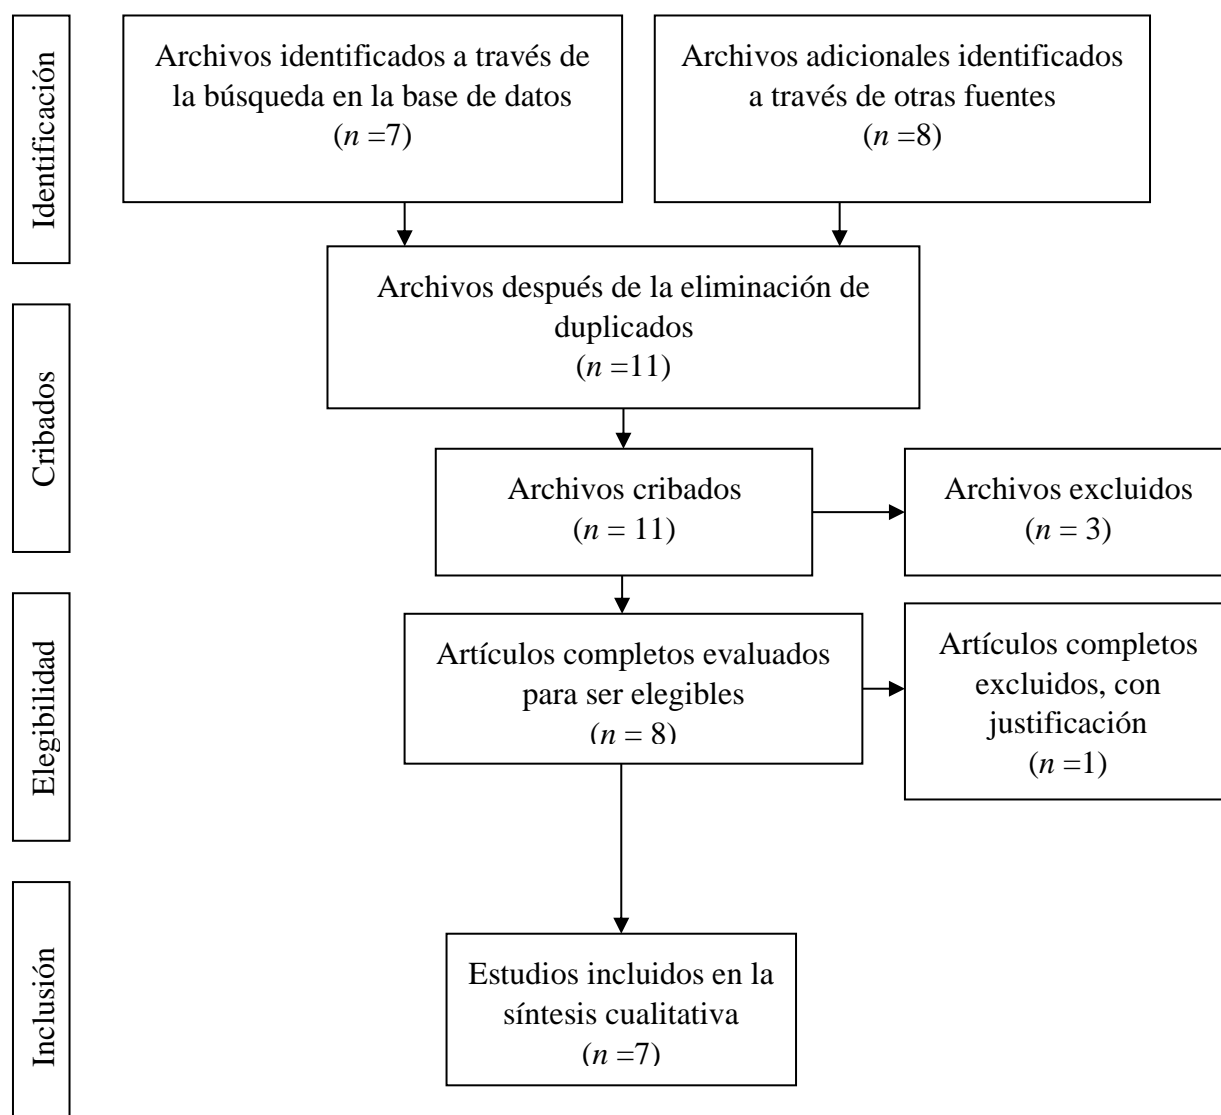 Identificación
Archivos identificados a través de
la búsqueda en la base de datos
(n =7)
Archivos adicionales identificados
a través de otras fuentes
(n =8)
Archivos después de la eliminación de
duplicados
(n =11)
Cribados
Archivos cribados
(n = 11)
Archivos excluidos
(n = 3)
Elegibilidad
Artículos completos evaluados
para ser elegibles
(n = 8)
Artículos completos
excluidos, con
justificación
(n =1)
Inclusión
Estudios incluidos en la
síntesis cualitativa
(n =7)